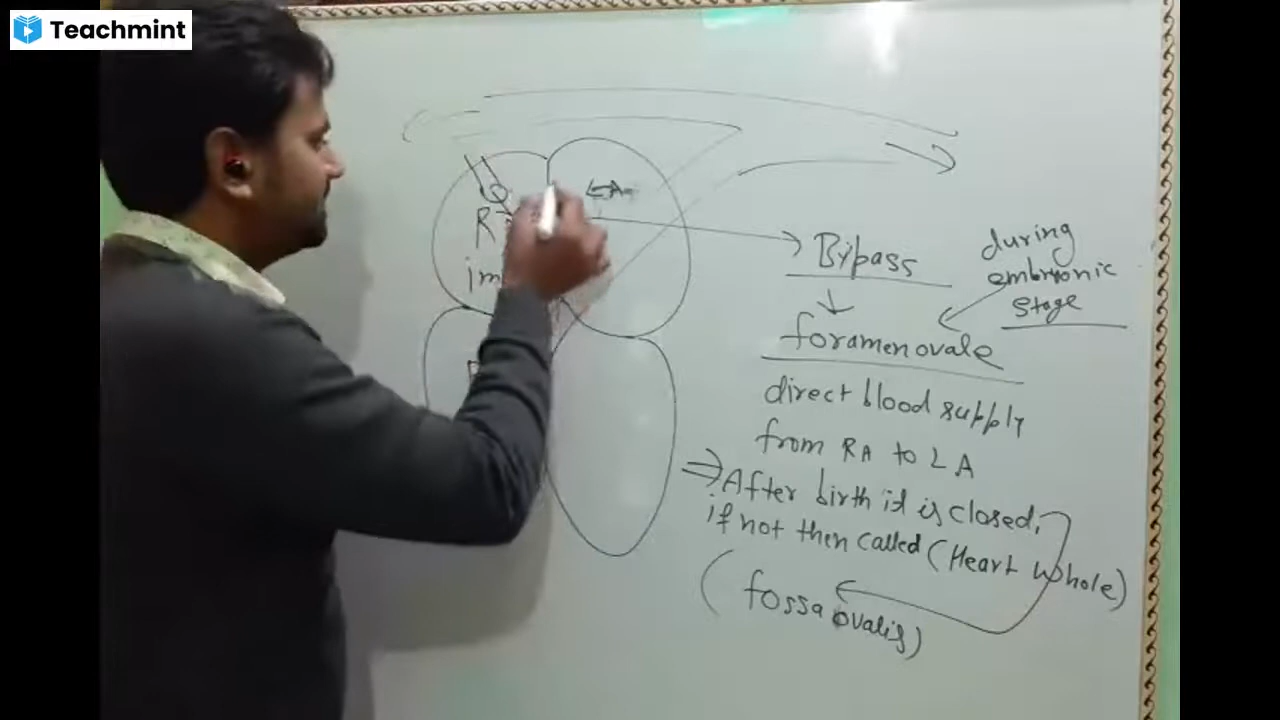 Teachmint
R
im
Bypass
during
embryonic
stage
foramen ovale
direct blood supply
from RA to LA
⇒ After birth it is closed,
if not then called (Heart whole)
(fossa ovalis)